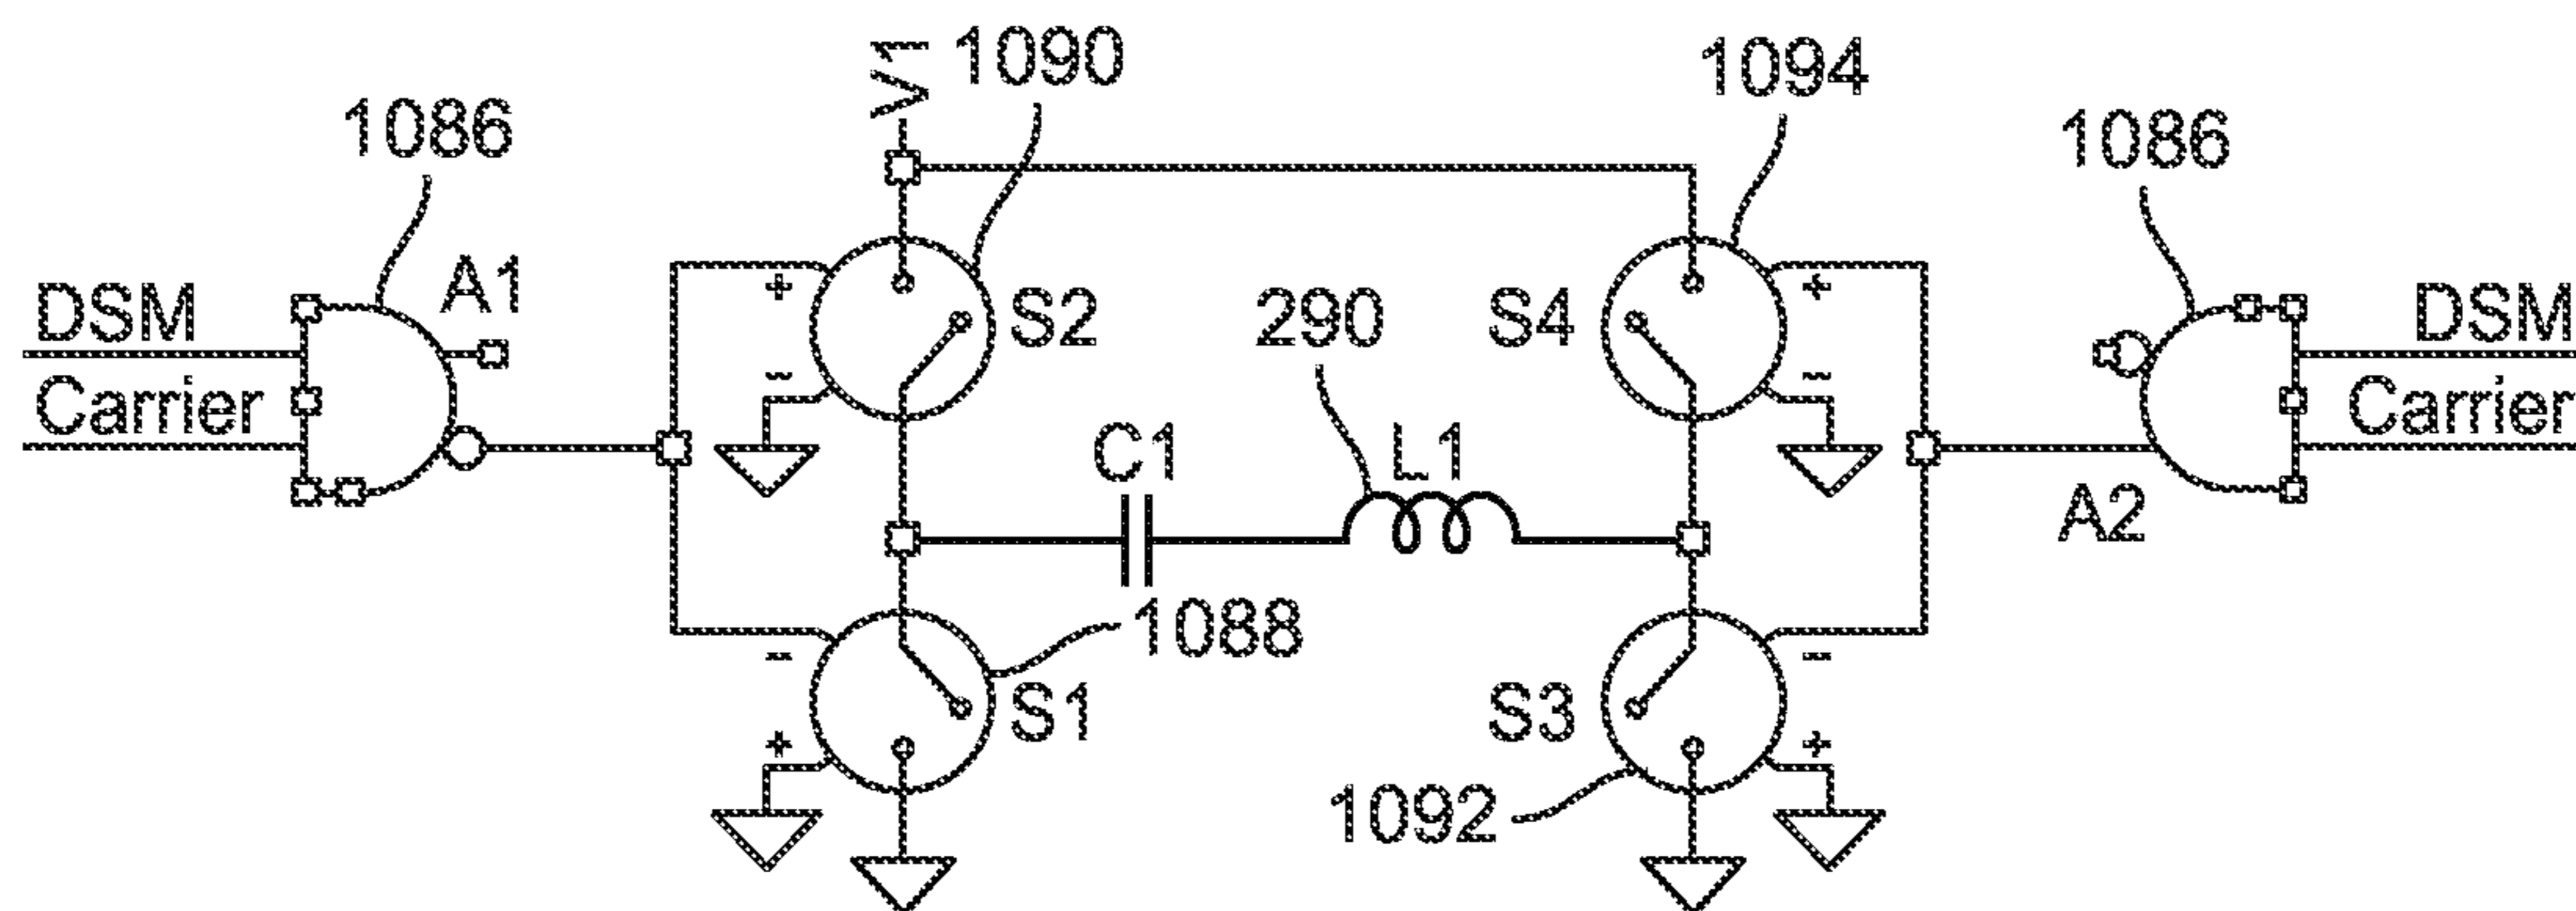 V1
1090
1094
1086
1086
A1
DSM
Carrier
+
-
S2
290
S4
+
-
DSM
Carrier
C1
L1
A2
1088
-
+
S1
S3
-
+
1092